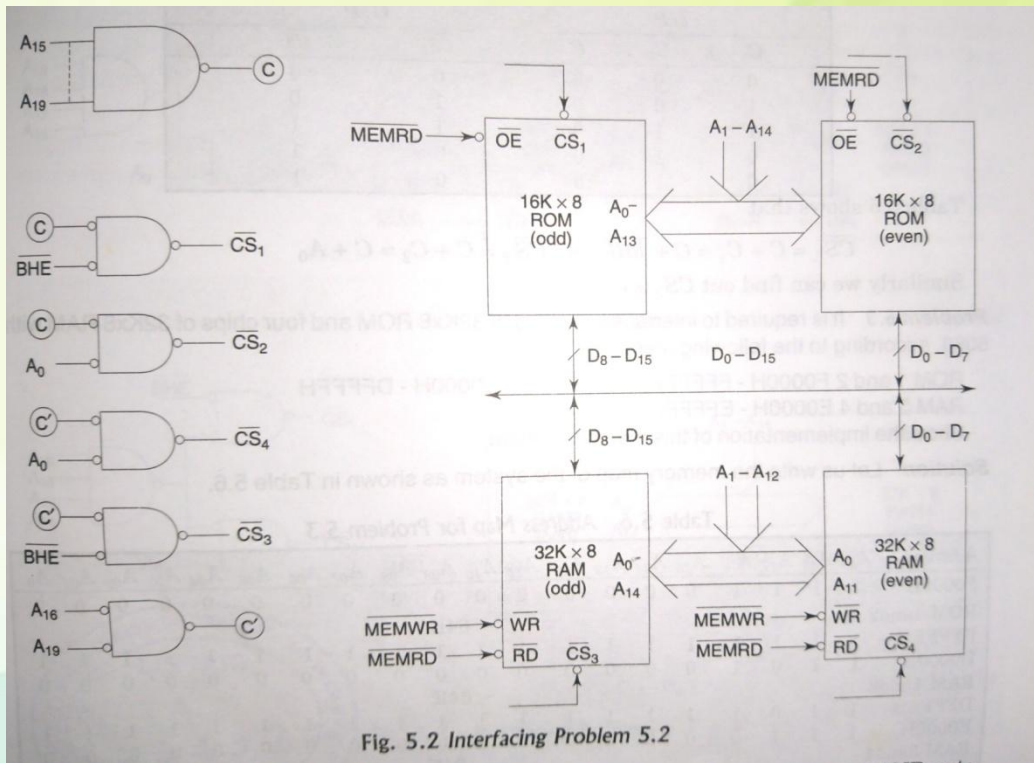 A15
A19
C
C
BHE
CS1
C
A0
CS2
C'
A0
CS4
C'
BHE
CS3
A16
A19
C'
MEMRD
OE CS1
16K × 8
ROM
(odd)
A0–
A13
A1 – A14
MEMRD
OE CS2
16K × 8
ROM
(even)
D8 – D15
D0 – D15
D0 – D7
D8 – D15
D0 – D7
A1 – A12
32K × 8
RAM
(odd)
A0–
A14
MEMWR
WR
MEMRD
RD CS3
A0
A11
32K × 8
RAM
(even)
MEMWR
WR
MEMRD
RD CS4
Fig. 5.2 Interfacing Problem 5.2